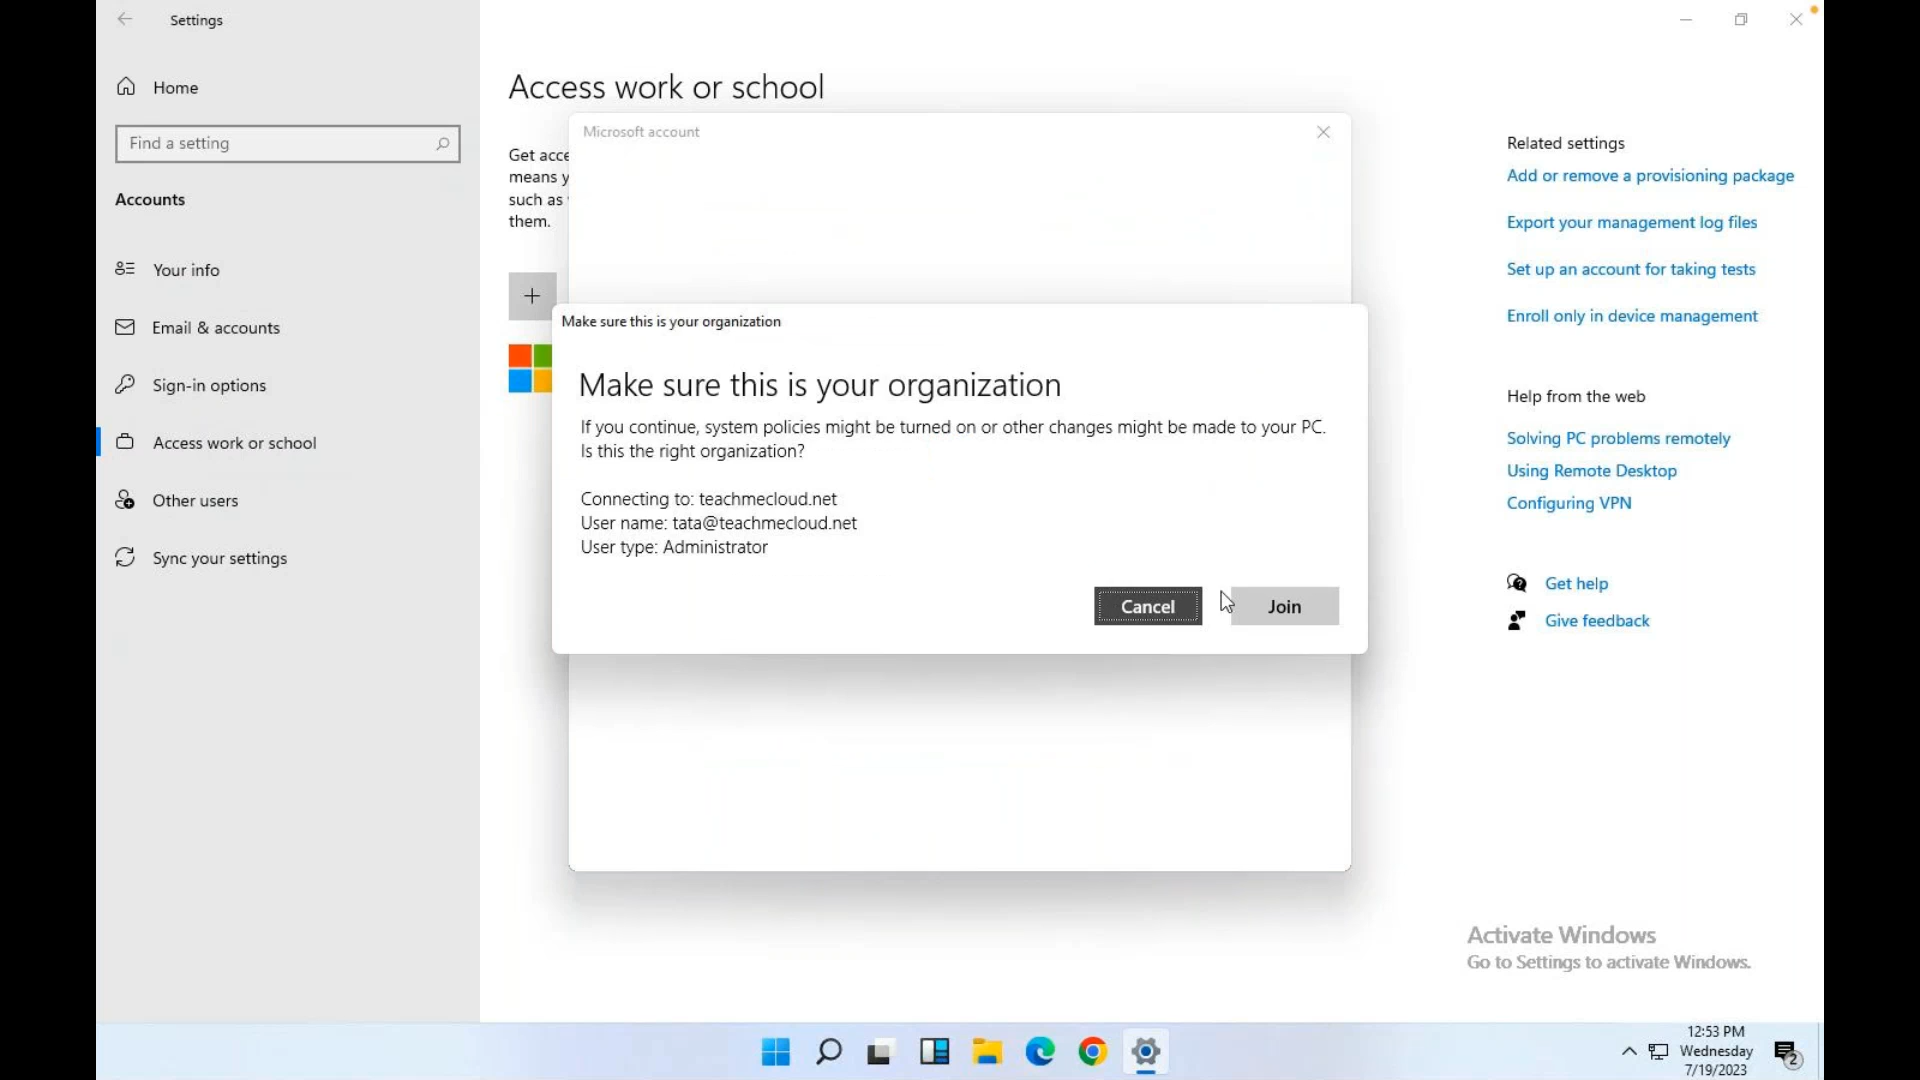 Settings
Home
Find a setting
Accounts
Your info
Email & accounts
Sign-in options
Access work or school
Other users
Sync your settings
Access work or school
Get acce
means y
such as
them.
Microsoft account
Make sure this is your organization
Make sure this is your organization
If you continue, system policies might be turned on or other changes might be made to your PC.
Is this the right organization?
Connecting to: teachmecloud.net
User name: tata@teachmecloud.net
User type: Administrator
Cancel
Join
Related settings
Add or remove a provisioning package
Export your management log files
Set up an account for taking tests
Enroll only in device management
Help from the web
Solving PC problems remotely
Using Remote Desktop
Configuring VPN
Get help
Give feedback
Activate Windows
Go to Settings to activate Windows.
12:53 PM
Wednesday
7/19/2023
2